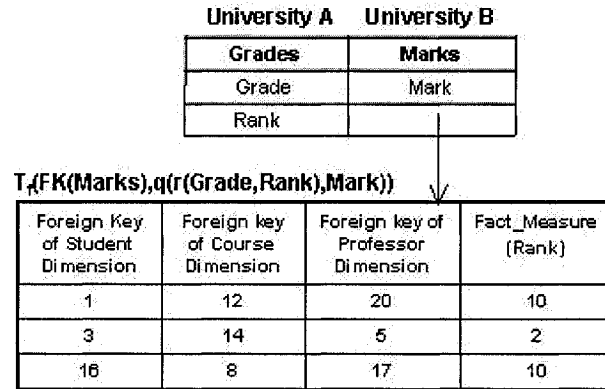 University A University B
Grades Marks
Grade Mark
Rank
T_f(FK(Marks),q(r(Grade,Rank),Mark))
Foreign Key of Student Dimension Foreign key of Course Dimension Foreign key of Professor Dimension Fact_Measure (Rank)
1 12 20 10
3 14 5 2
16 8 17 10